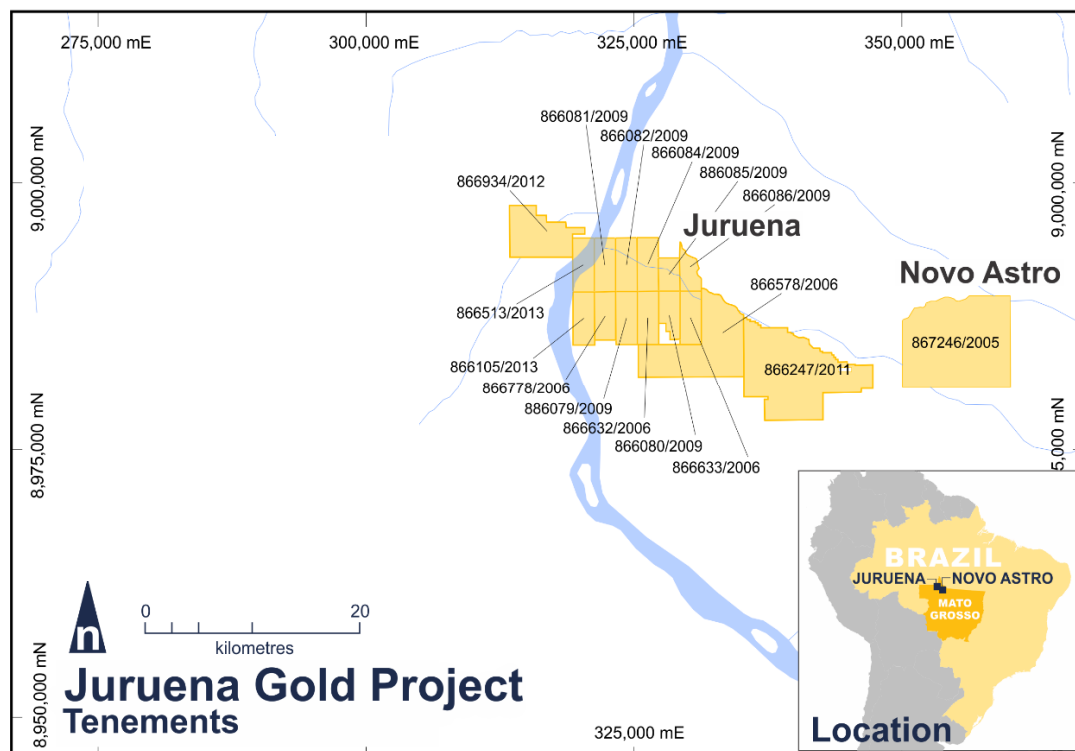 275,000 mE
300,000 mE
325,000 mE
350,000 mE
9,000,000 mN
9,000,000 mN
866081/2009
866082/2009
866084/2009
886085/2009
866086/2009
866934/2012
Juruena
Novo Astro
866578/2006
867246/2005
866513/2013
866247/2011
866105/2013
866778/2006
886079/2009
866632/2006
866080/2009
866633/2006
8,975,000 mN
5,000 mN
BRAZIL
JURUENA
NOVO ASTRO
MATO
GROSSO
Location
n
0
20
kilometres
Juruena Gold Project
Tenements
8,950,000 mN
325,000 mE